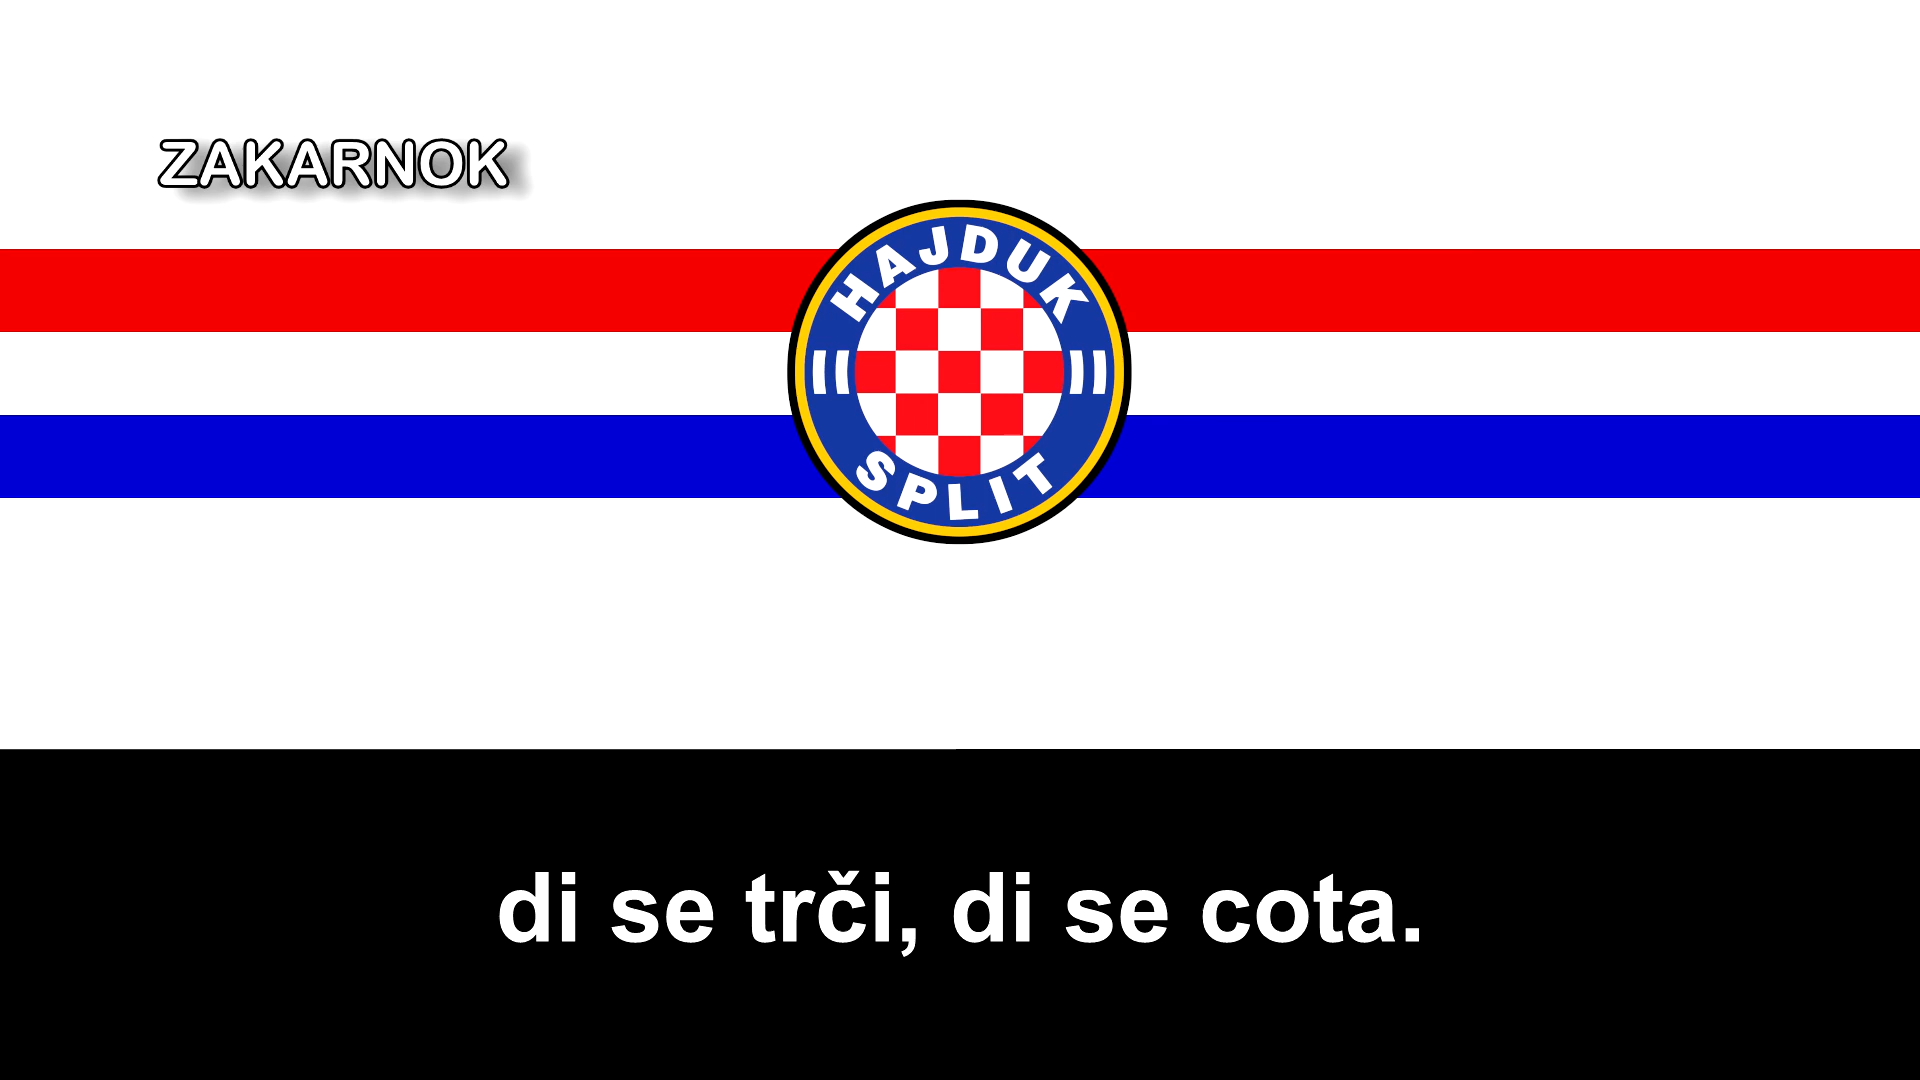 ZAKARNOK
HAJDUK
SPLIT
di se trči, di se cota.